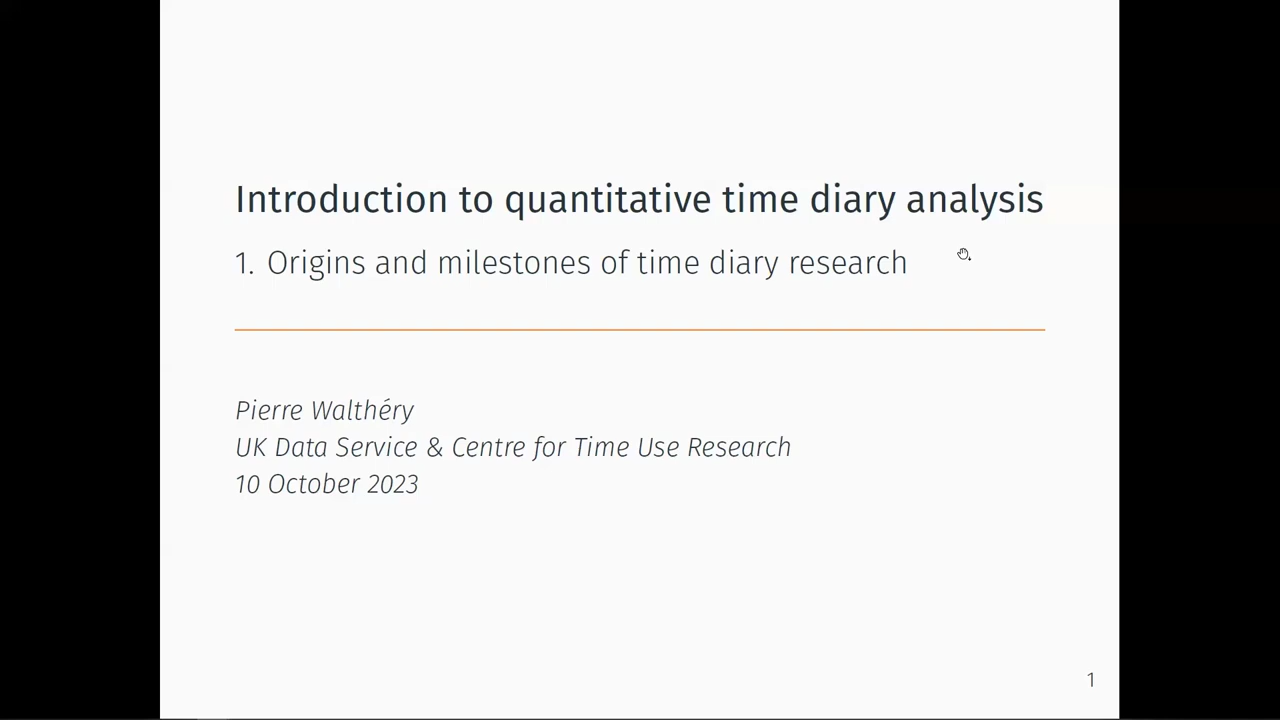 Introduction to quantitative time diary analysis
1. Origins and milestones of time diary research
Pierre Walthéry
UK Data Service & Centre for Time Use Research
10 October 2023
1